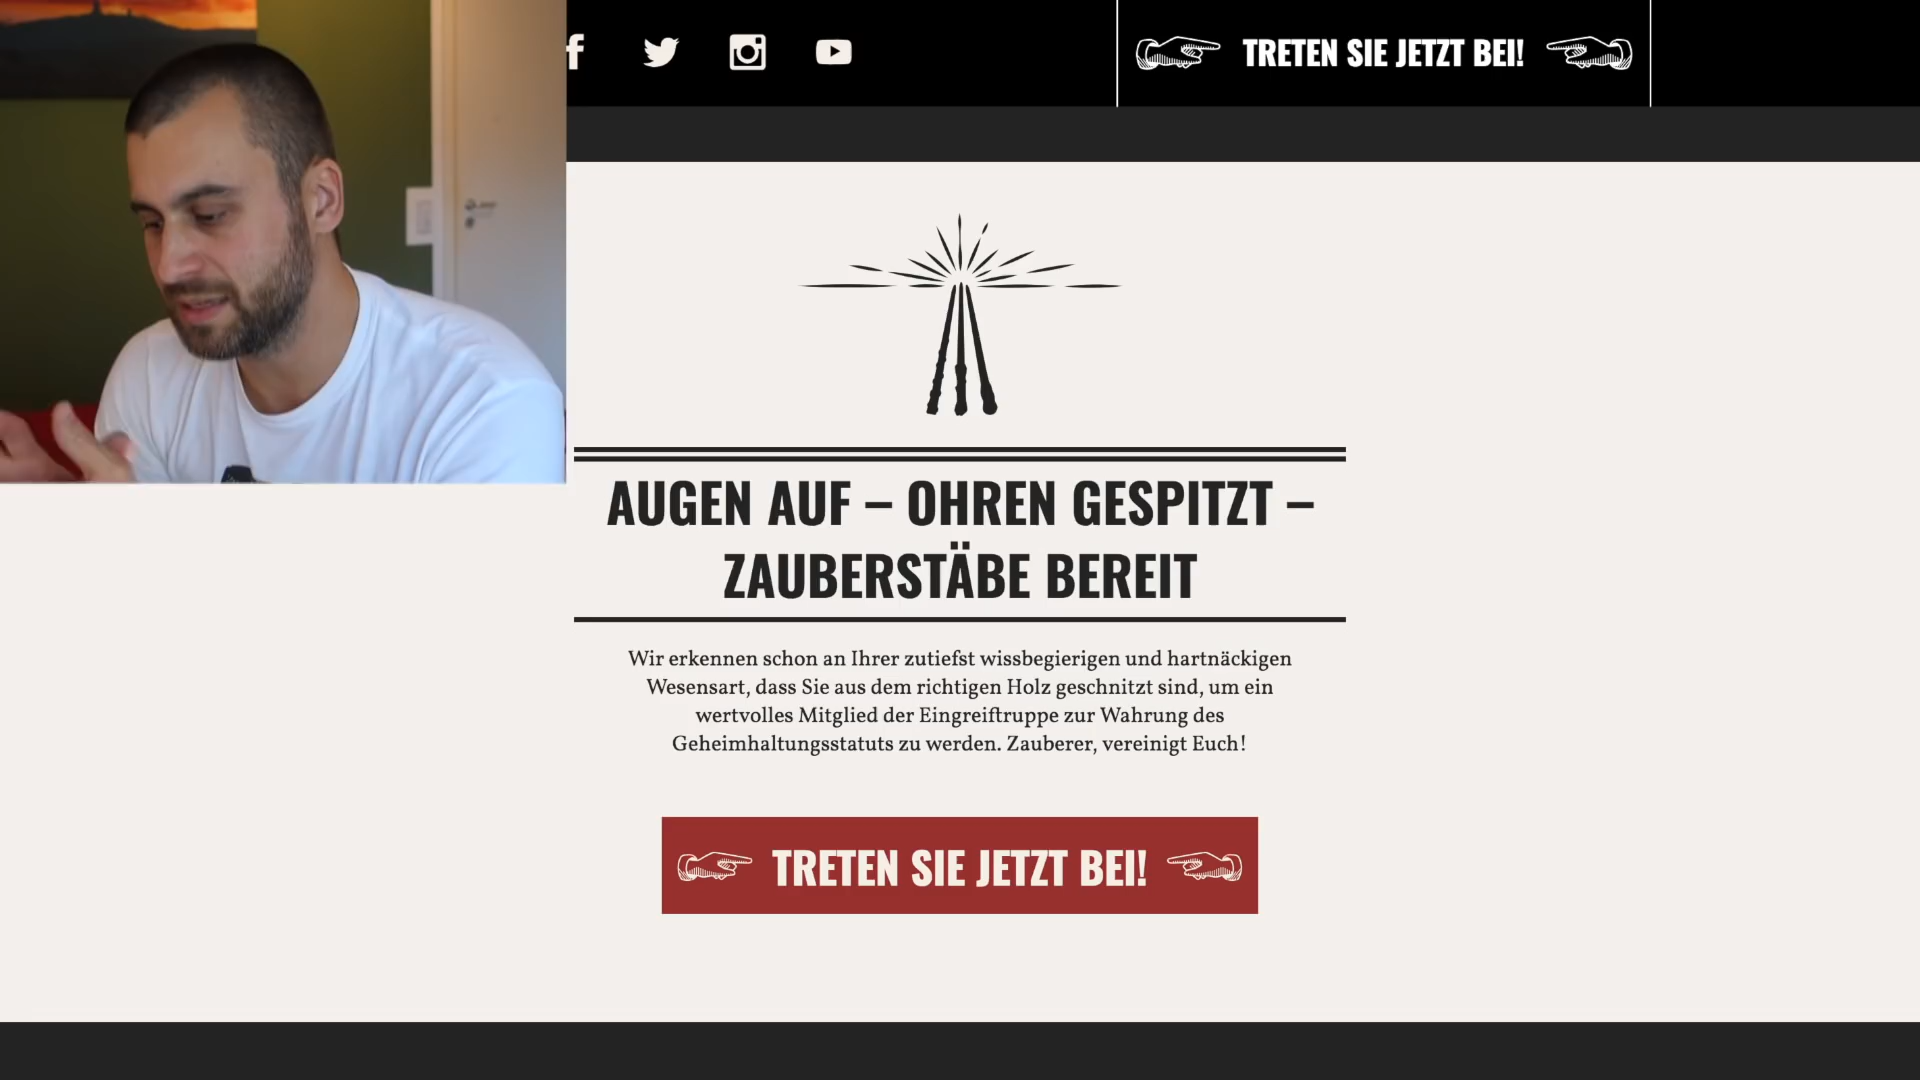 TRETEN SIE JETZT BEI!
AUGEN AUF – OHREN GESPITZT –
ZAUBERSTÄBE BEREIT
Wir erkennen schon an Ihrer zutiefst wissbegierigen und hartnäckigen
Wesensart, dass Sie aus dem richtigen Holz geschnitzt sind, um ein
wertvolles Mitglied der Eingreiftruppe zur Wahrung des
Geheimhaltungsstatuts zu werden. Zauberer, vereinigt Euch!
TRETEN SIE JETZT BEI!